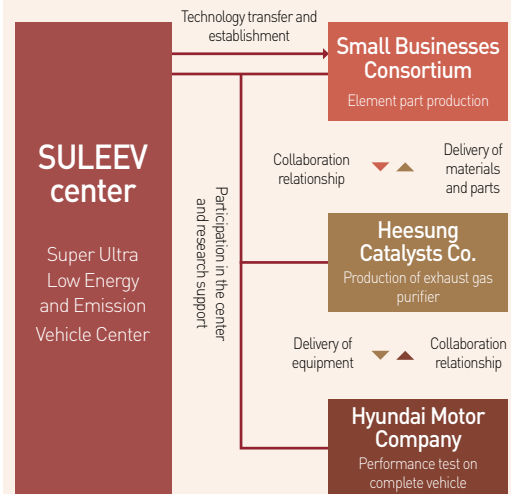 Technology transfer and
establishment
SULEEV
center
Super Ultra
Low Energy
and Emission
Vehicle Center
Participation in the center
and research support
Small Businesses
Consortium
Element part production
Collaboration
relationship
Delivery of
materials
and parts
Heesung
Catalysts Co.
Production of exhaust gas
purifier
Delivery of
equipment
Collaboration
relationship
Hyundai Motor
Company
Performance test on
complete vehicle